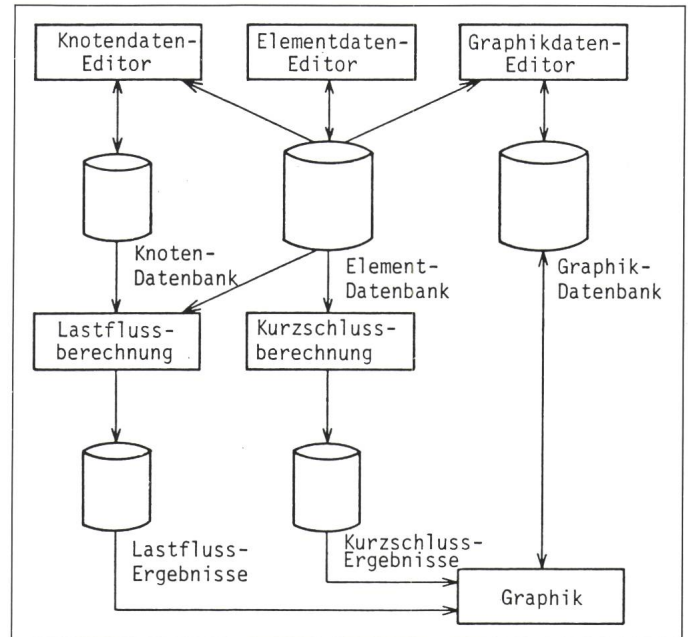 Knotendaten-
Editor
Elementdaten-
Editor
Graphikdaten-
Editor
Knoten-
Datenbank
Element-
Datenbank
Graphik-
Datenbank
Lastfluss-
berechnung
Kurzschluss-
berechnung
Lastfluss-
Ergebnisse
Kurzschluss-
Ergebnisse
Graphik